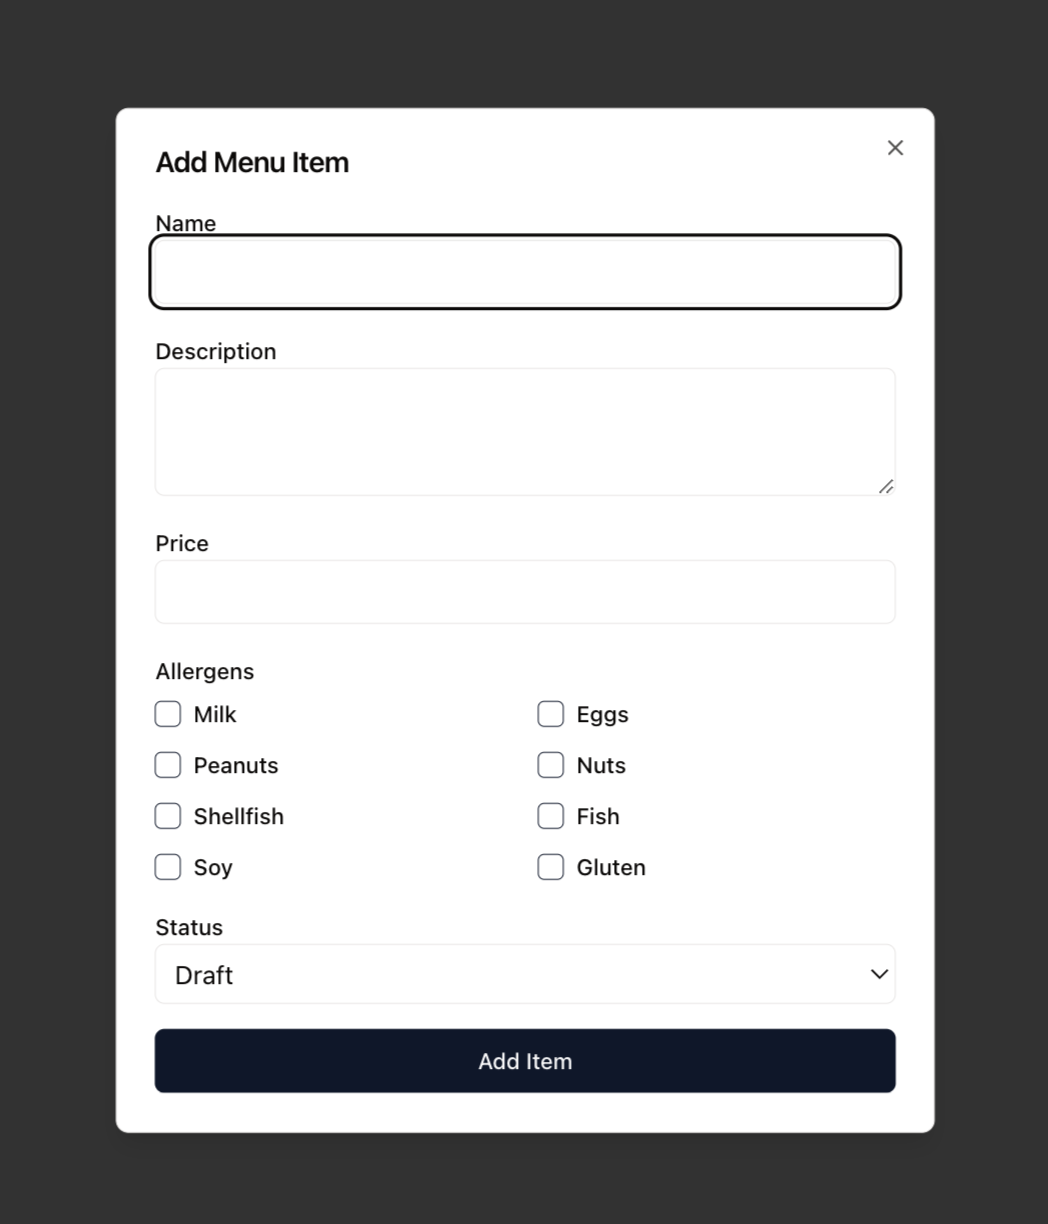 Add Menu Item
Name
Description
Price
Allergens
Milk
Eggs
Peanuts
Nuts
Shellfish
Fish
Soy
Gluten
Status
Draft
Add Item